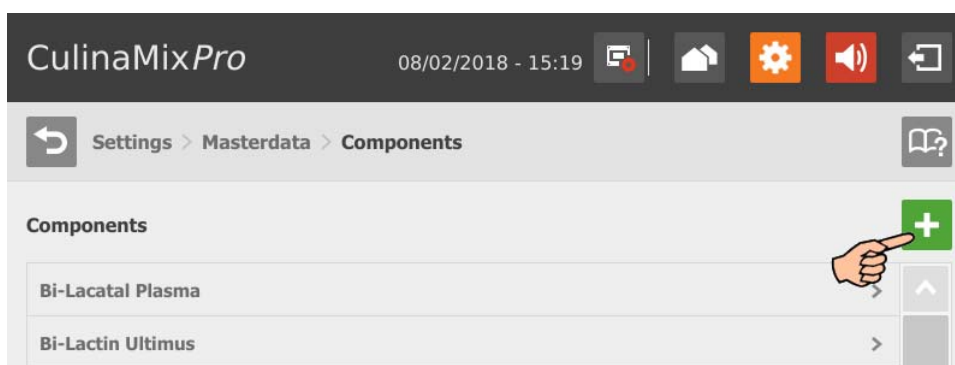 CulinaMixPro 08/02/2018 - 15:19
Settings > Masterdata > Components
Components
Bi-Lacatal Plasma >
Bi-Lactin Ultimus >